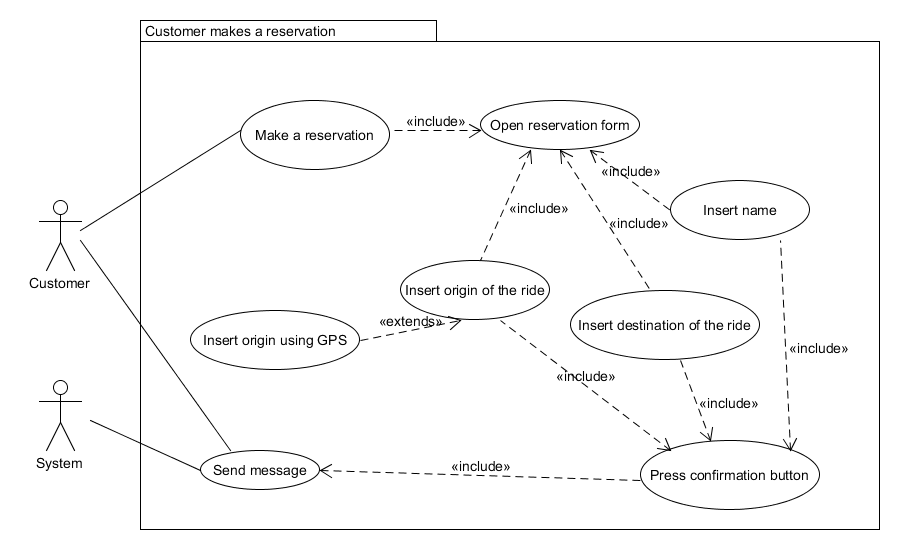 Customer makes a reservation
«include»
Make a reservation
Open reservation form
«include»
Insert name
«include»
«include»
Customer
Insert origin of the ride
«extends»
Insert destination of the ride
Insert origin using GPS
«include»
«include»
«include»
System
Send message
«include»
Press confirmation button